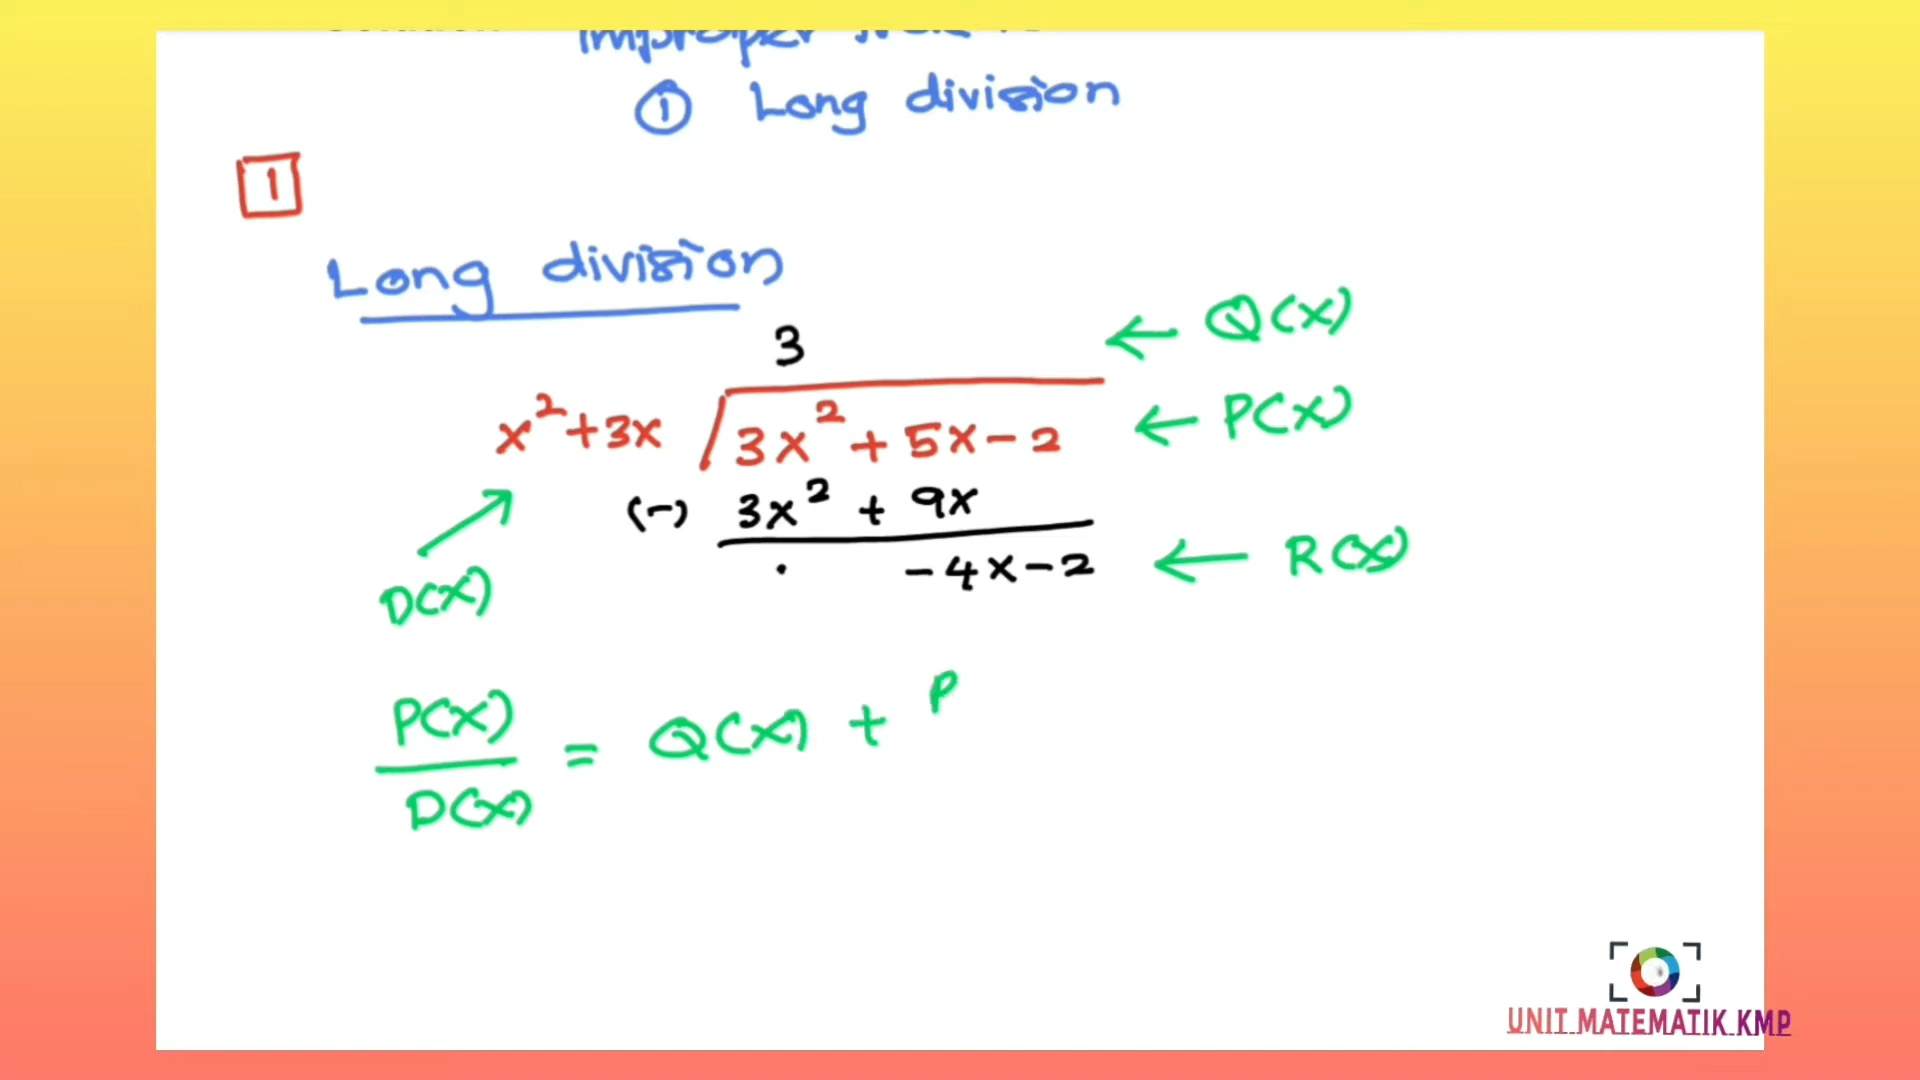 ① Long division
1
Long division
3 ← Q(x)
x² + 3x √ 3x² + 5x - 2 ← P(x)
(-) 3x² + 9x
- 4x - 2 ← R(x)
D(x)
P(x)/D(x) = Q(x) + P
UNIT.MATEMATIK.KMP